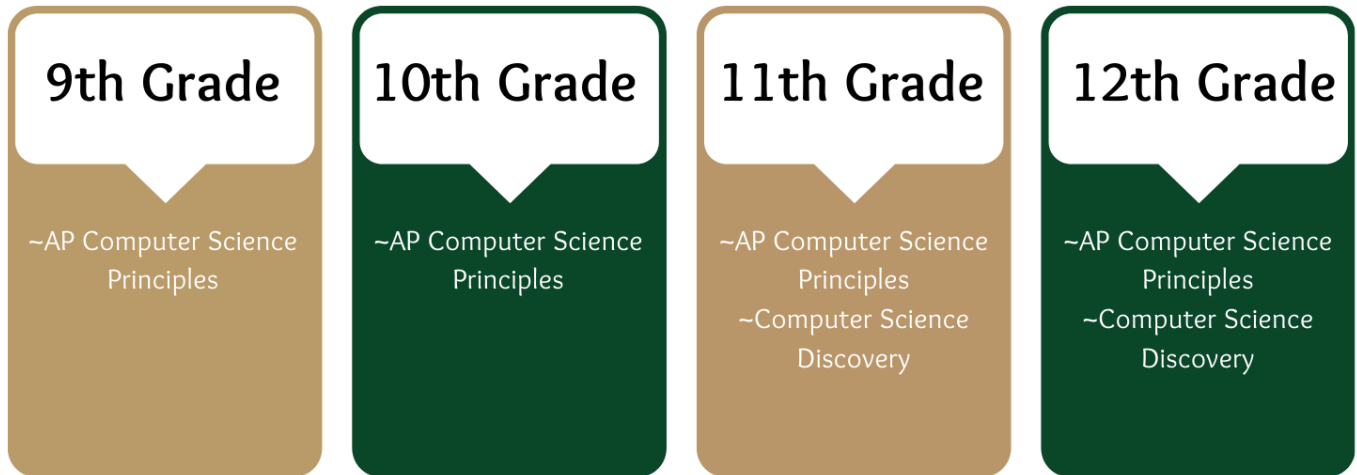 9th Grade
~AP Computer Science
Principles
10th Grade
~AP Computer Science
Principles
11th Grade
~AP Computer Science
Principles
~Computer Science
Discovery
12th Grade
~AP Computer Science
Principles
~Computer Science
Discovery